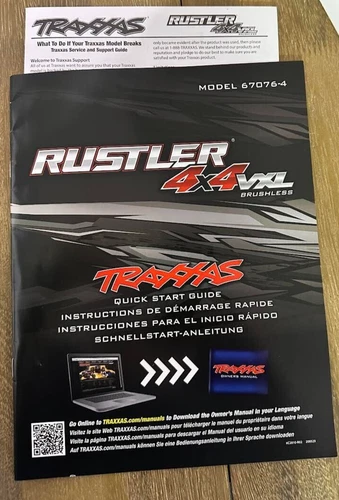 TRAXXAS
What To Do If Your Traxxas Model Breaks
Traxxas Service and Support Guide
Welcome to Traxxas Support
RUSTLER
4X4 VXL
MODEL 67076-4
RUSTLER
4X4 VXL
BRUSHLESS
TRAXXAS
QUICK START GUIDE
INSTRUCTIONS DE DÉMARRAGE RAPIDE
INSTRUCCIONES PARA EL INICIO RÁPIDO
SCHNELLSTART-ANLEITUNG
TRAXXAS
OWNERS MANUAL
Go Online to TRAXXAS.com/manuals to Download the Owner's Manual in your Language
Visitez le site Web TRAXXAS.com/manuals pour télécharger le manuel du propriétaire dans votre langue
Visite la página TRAXXAS.com/manuals para descargar el Manual del usuario en su idioma
Auf TRAXXAS.com/manuals können Sie eine Bedienungsanleitung in Ihrer Sprache downloaden